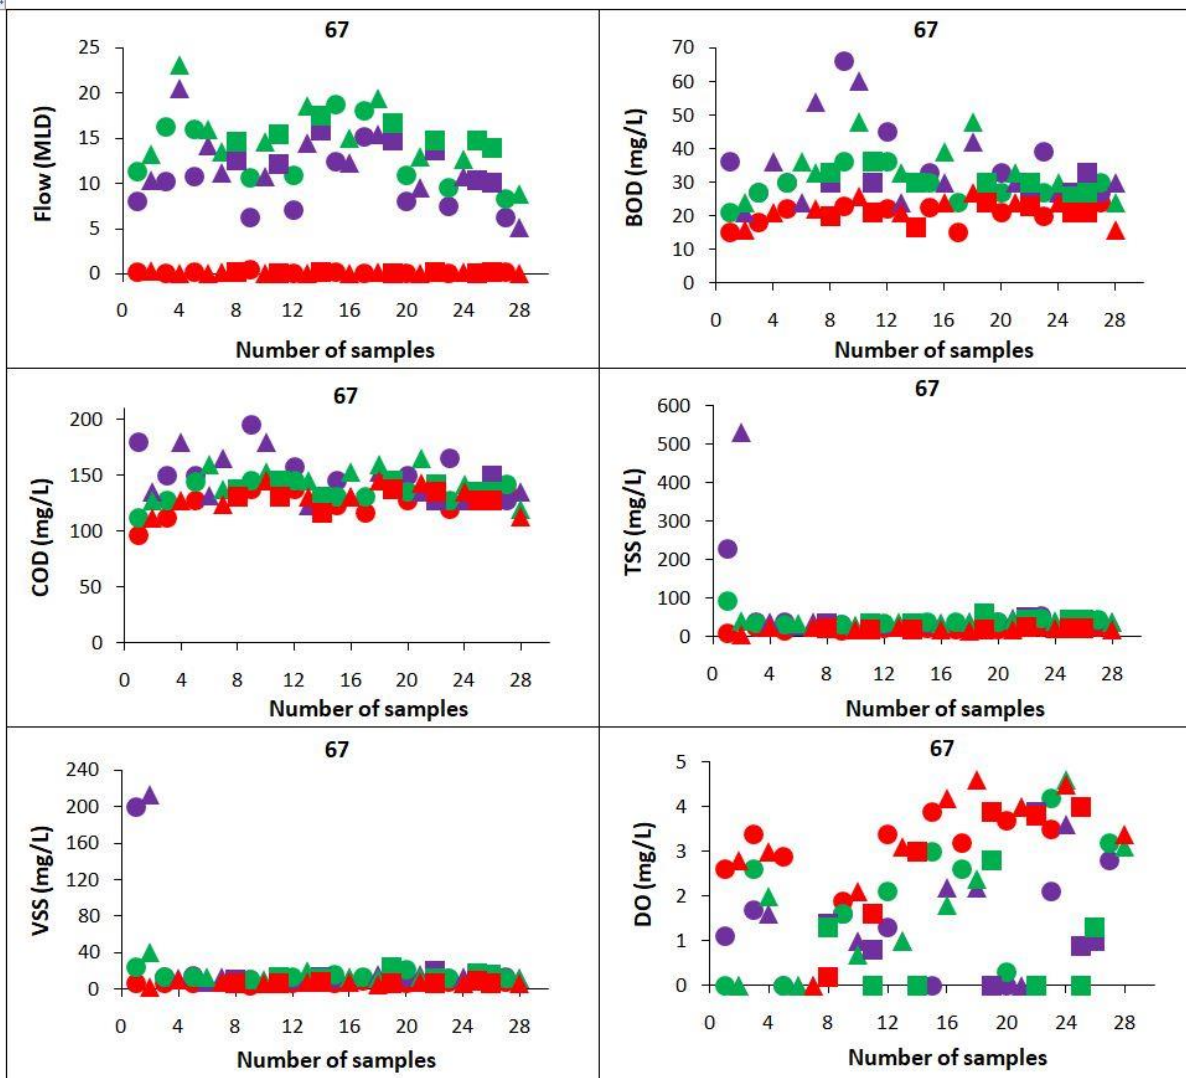 67
25
20
15
10
5
0
0 4 8 12 16 20 24 28
Flow (MLD)
Number of samples
67
70
60
50
40
30
20
10
0
0 4 8 12 16 20 24 28
BOD (mg/L)
Number of samples
67
200
150
100
50
0
0 4 8 12 16 20 24 28
COD (mg/L)
Number of samples
67
600
500
400
300
200
100
0
0 4 8 12 16 20 24 28
TSS (mg/L)
Number of samples
67
240
200
160
120
80
40
0
0 4 8 12 16 20 24 28
VSS (mg/L)
Number of samples
67
5
4
3
2
1
0
0 4 8 12 16 20 24 28
DO (mg/L)
Number of samples